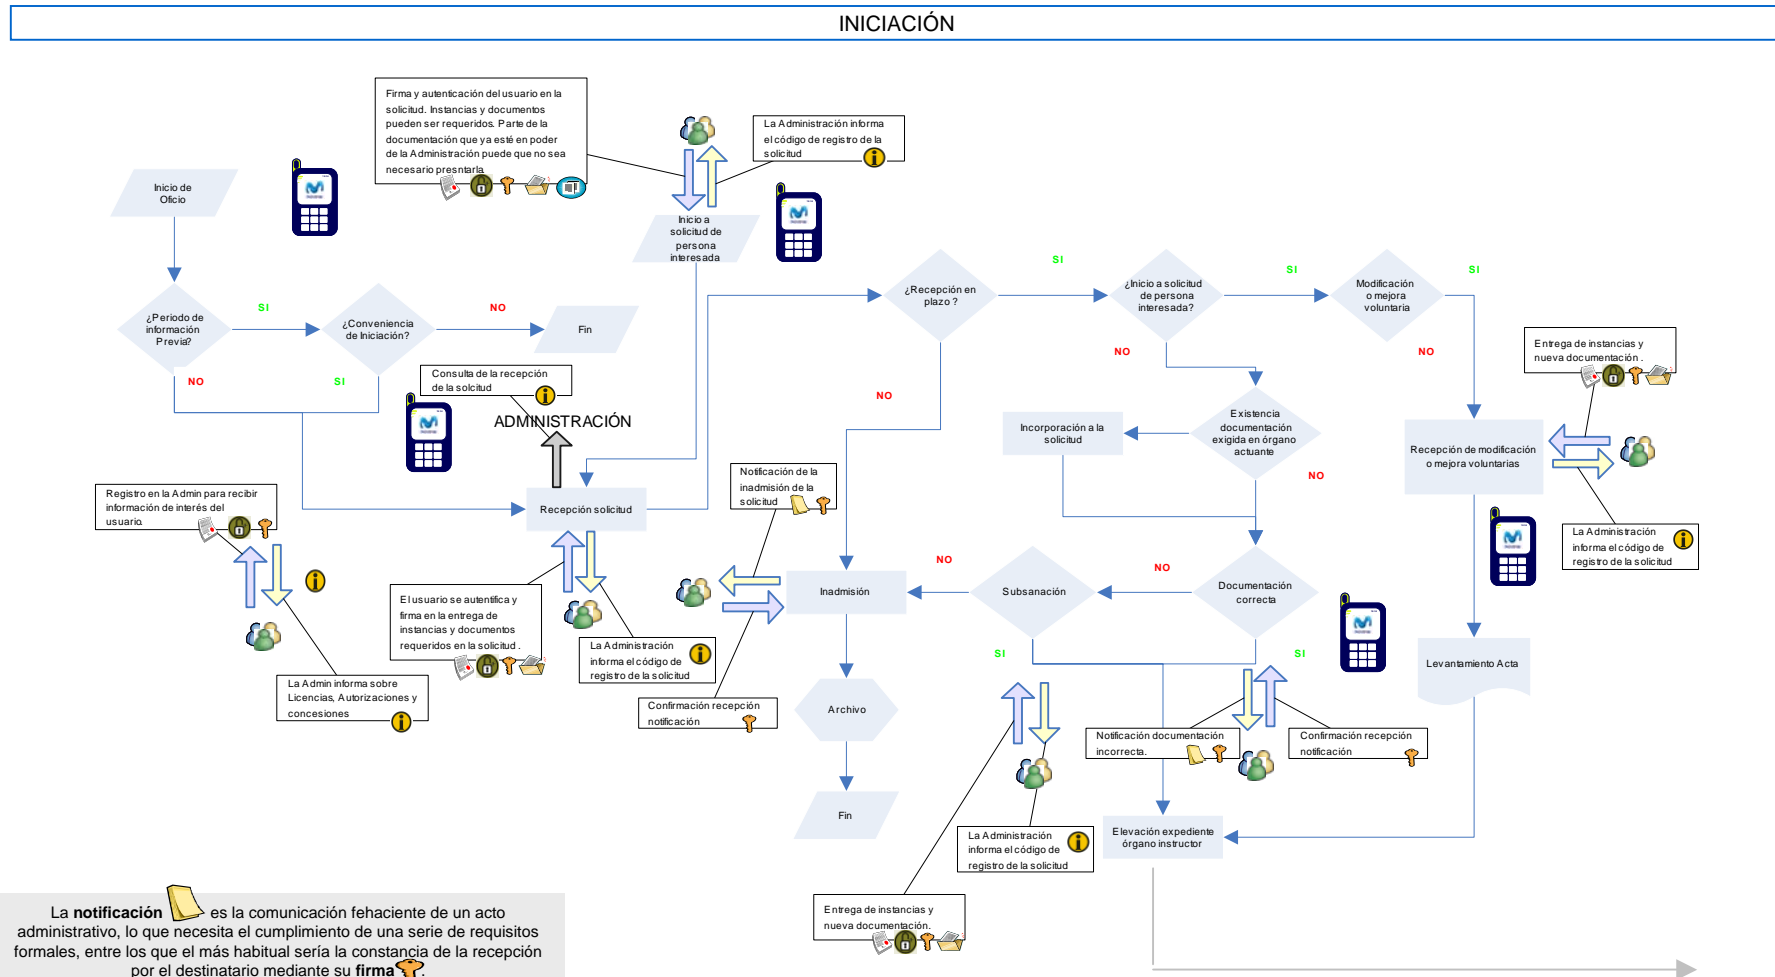 INICIACIÓN
Firma y autenticación del usuario en la
solicitud. Instancias y documentos
pueden ser requeridos. Parte de la
documentación que ya esté en poder
de la Administración puede que no sea
necesario presntarla.
La Administración informa
el código de registro de la
solicitud
Inicio de
Oficio
Inicio a
solicitud de
persona
interesada
¿Periodo de
información
Previa?
SI
¿Conveniencia
de Iniciación?
NO
Fin
NO
SI
¿Recepción en
plazo ?
SI
¿Inicio a solicitud
de persona
interesada?
SI
Modificación
o mejora
voluntaria
SI
NO
NO
NO
Entrega de instancias y
nueva documentación .
Consulta de la recepción
de la solcitud
ADMINISTRACIÓN
Incorporación a la
solicitud
Existencia
documentación
exigida en órgano
actuante
NO
Recepción de modificación
o mejora voluntarias
Notificación de la
inadmisión de la
solicitud
Registro en la Admin para recibir
información de interés del
usuario.
Recepción solicitud
La Administración
informa el código de
registro de la solicitud
NO
NO
Inadmisión
Subsanación
Documentación
correcta
El usuario se autentifica y
firma en la entrega de
instancias y documentos
requeridos en la solicitud .
La Administración
informa el código de
registro de la solicitud
SI
SI
Levantamiento Acta
La Admin informa sobre
Licencias, Autorizaciones y
concesiones
Confirmación recepción
notificación
Archivo
Notificación documentación
incorrecta.
Confirmación recepción
notificación
Fin
La Administración
informa el código de
registro de la solicitud
Elevación expediente
órgano instructor
Entrega de instancias y
nueva documentación.
La notificación es la comunicación fehaciente de un acto
administrativo, lo que necesita el cumplimiento de una serie de requisitos
formales, entre los que el más habitual sería la constancia de la recepción
por el destinatario mediante su firma .